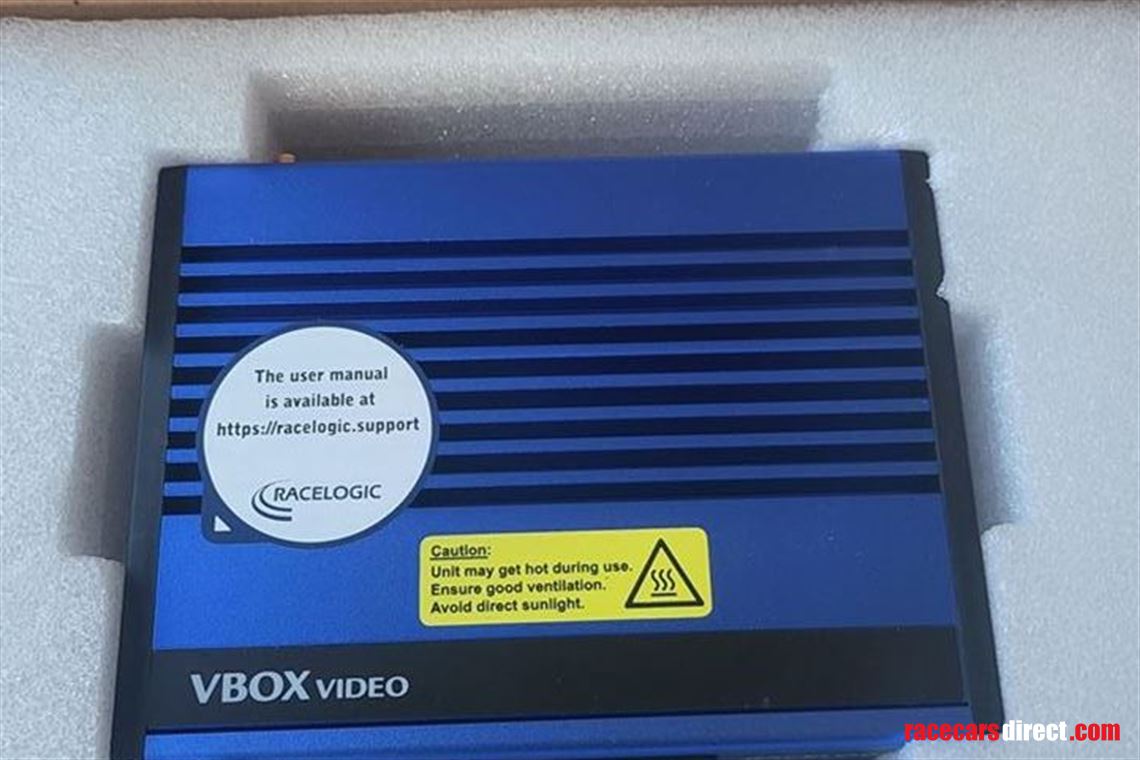 The user manual
is available at
https://racelogic.support
RACELOGIC
Caution:
Unit may get hot during use.
Ensure good ventilation.
Avoid direct sunlight.
VBOX VIDEO
racecarsdirect.com